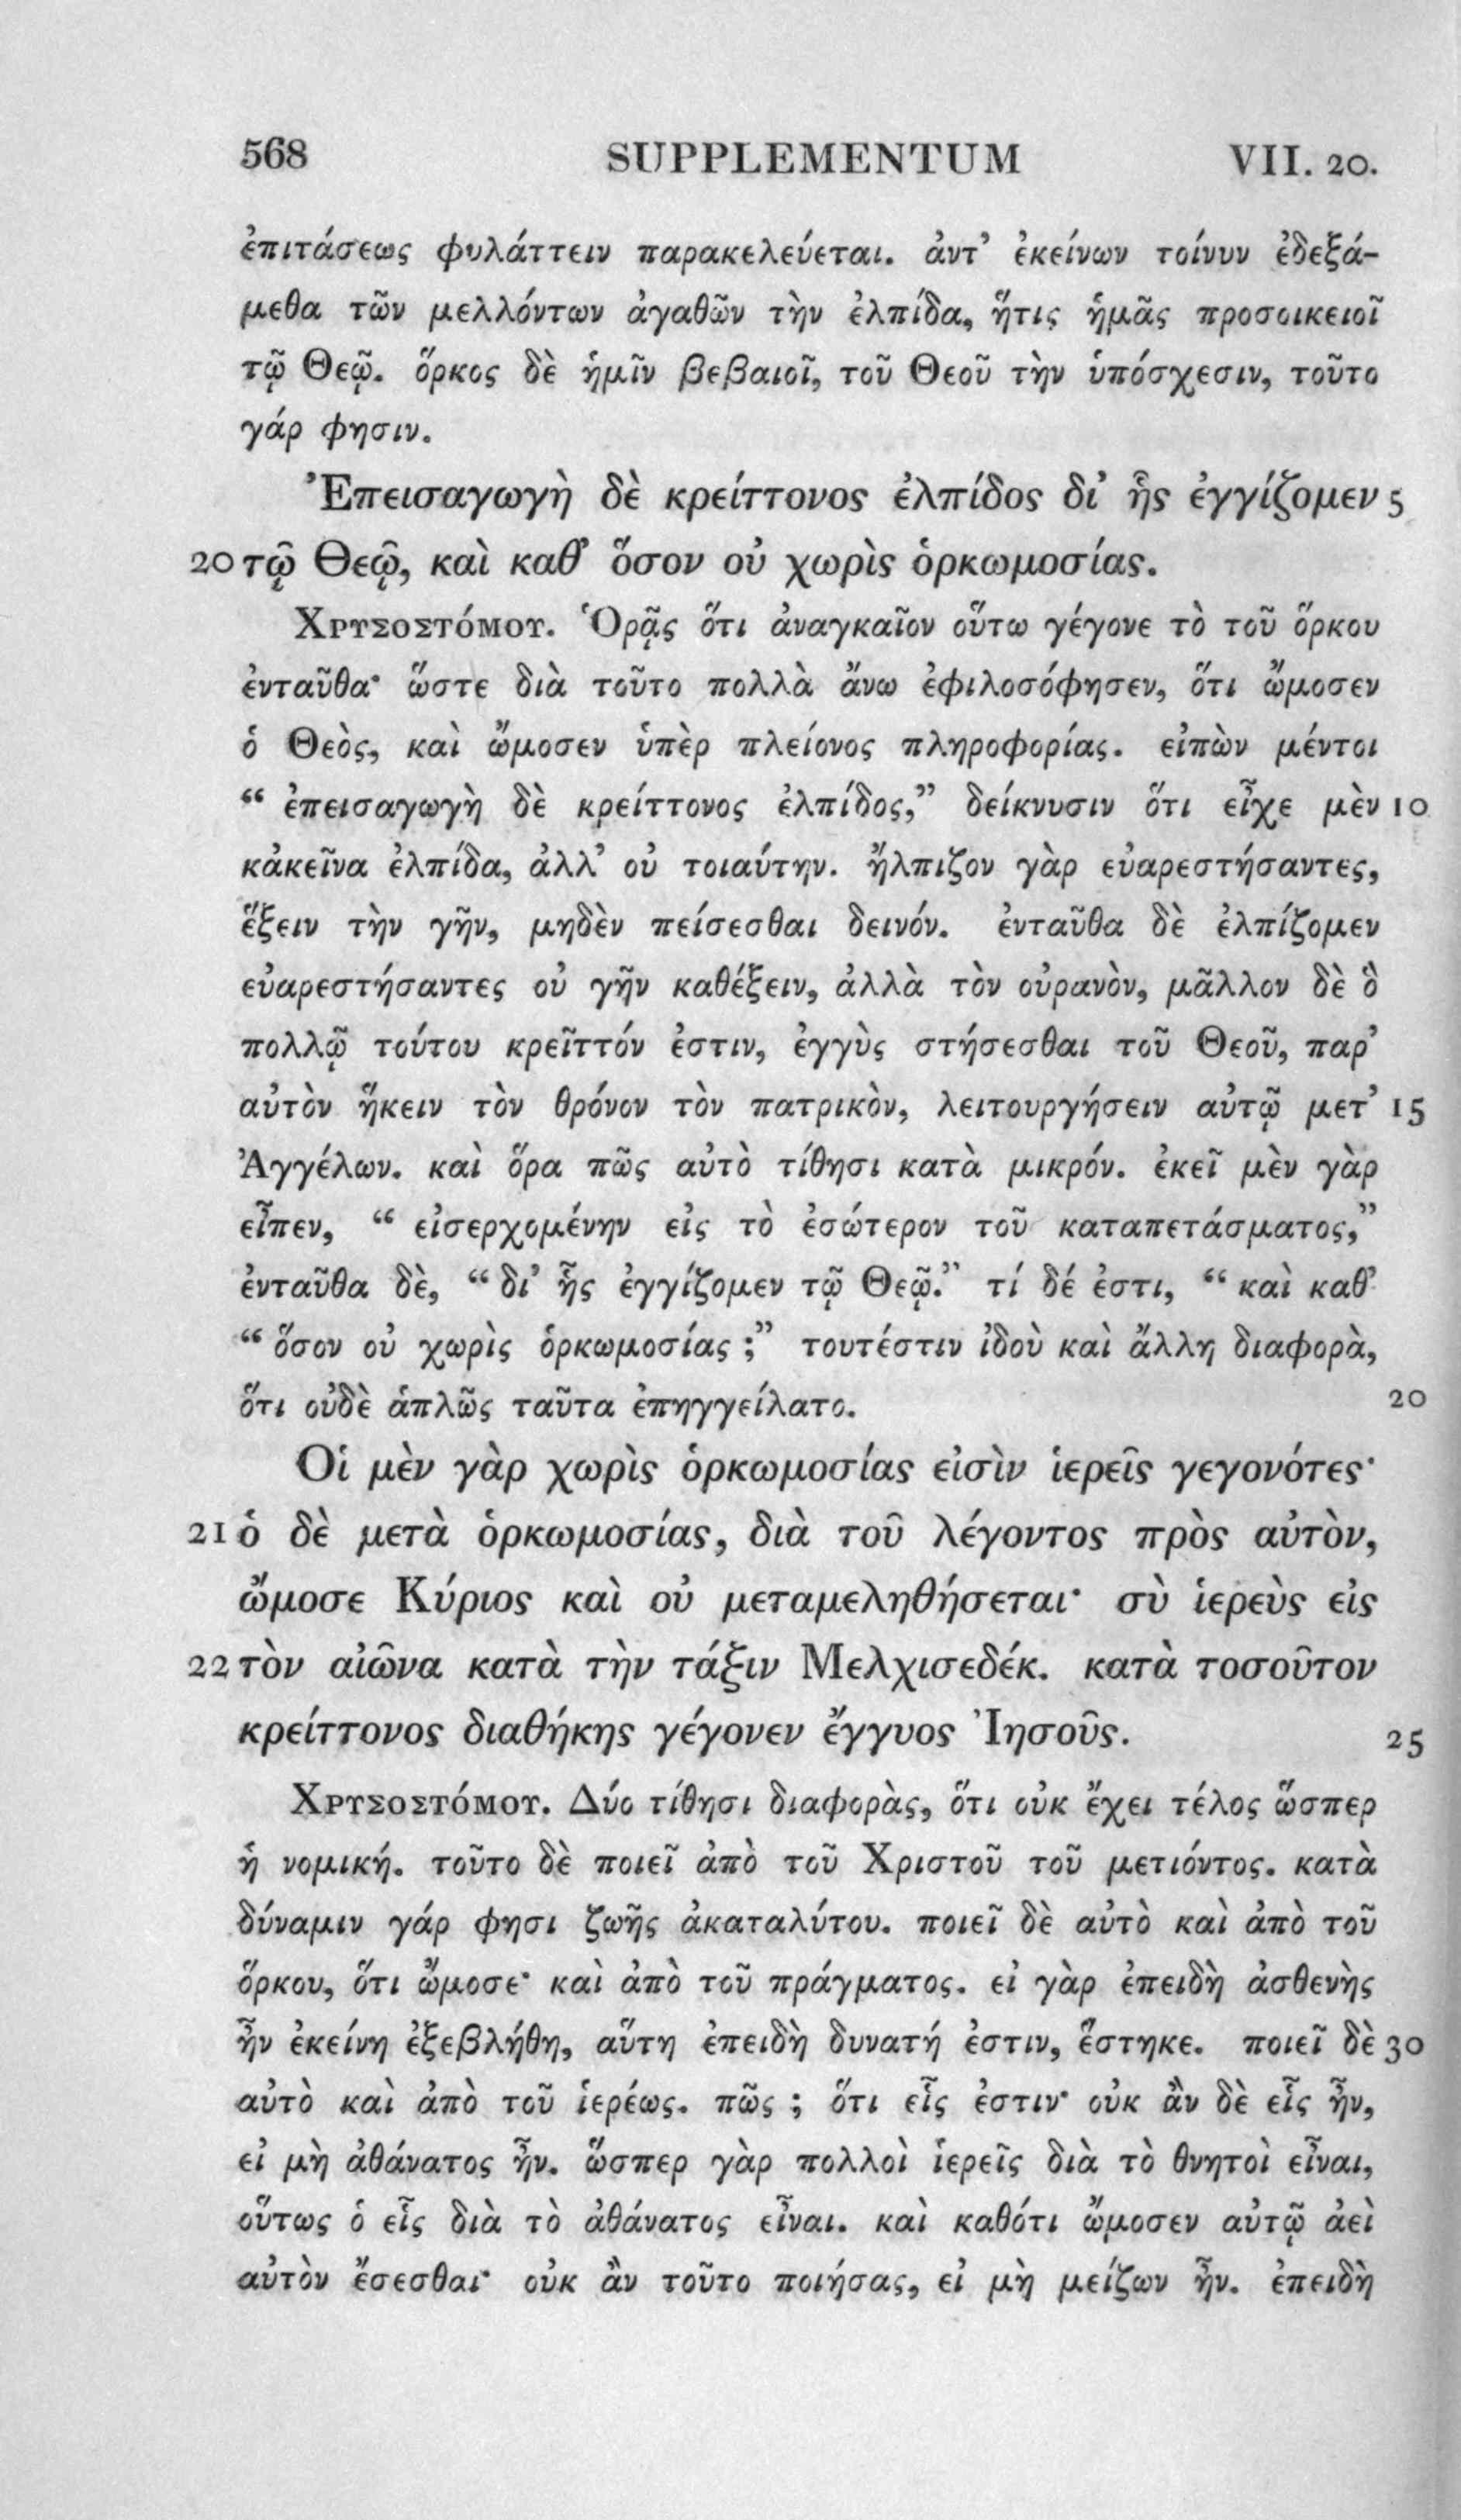 568 SUPPLEMENTUM VII. 20.
ἐπιτάσεως φυλάττειν παρακελεύεται. ἀντ’ ἐκείνων τοίνυν ἐδεξά-
μεθα τῶν μελλόντων ἀγαθῶν τὴν ἐλπίδα, ἥτις ἡμᾶς προσοικειοῖ
τῷ Θεῷ. ὅρκος δὲ ἡμῖν βεβαιοῖ, τοῦ Θεοῦ τὴν ὑπόσχεσιν, τοῦτο
γάρ φησιν.
Ἐπεισαγωγὴ δὲ κρείττονος ἐλπίδος δι’ ἧς ἐγγίζομεν 5
20 τῷ Θεῷ, καὶ καθ’ ὅσον οὐ χωρὶς ὁρκωμοσίας.
Χρυσοστόμου. Ὁρᾷς ὅτι ἀναγκαῖον οὕτω γέγονε τὸ τοῦ ὅρκου
ἐνταῦθα· ὥστε διὰ τοῦτο πολλὰ ἄνω ἐφιλοσόφησεν, ὅτι ὤμοσεν
ὁ Θεὸς, καὶ ὤμοσεν ὑπὲρ πλείονος πληροφορίας. εἰπὼν μέντοι
“ ἐπεισαγωγὴ δὲ κρείττονος ἐλπίδος,” δείκνυσιν ὅτι εἶχε μὲν 10
κἀκεῖνα ἐλπίδα, ἀλλ’ οὐ τοιαύτην. ἤλπιζον γὰρ εὐαρεστήσαντες,
ἕξειν τὴν γῆν, μηδὲν πείσεσθαι δεινόν. ἐνταῦθα δὲ ἐλπίζομεν
εὐαρεστήσαντες οὐ γῆν καθέξειν, ἀλλὰ τὸν οὐρανὸν, μᾶλλον δὲ ὃ
πολλῷ τούτου κρεῖττόν ἐστιν, ἐγγὺς στήσεσθαι τοῦ Θεοῦ, παρ’
αὐτὸν ἥκειν τὸν θρόνον τὸν πατρικὸν, λειτουργήσειν αὐτῷ μετ’ 15
Ἀγγέλων. καὶ ὅρα πῶς αὐτὸ τίθησι κατὰ μικρόν. ἐκεῖ μὲν γὰρ
εἶπεν, “ εἰσερχομένην εἰς τὸ ἐσώτερον τοῦ καταπετάσματος,”
ἐνταῦθα δὲ, “ δι’ ἧς ἐγγίζομεν τῷ Θεῷ.” τί δέ ἐστι, “ καὶ καθ’
“ ὅσον οὐ χωρὶς ὁρκωμοσίας ;” τουτέστιν ἰδοὺ καὶ ἄλλη διαφορὰ,
ὅτι οὐδὲ ἁπλῶς ταῦτα ἐπηγγείλατο. 20
Οἱ μὲν γὰρ χωρὶς ὁρκωμοσίας εἰσὶν ἱερεῖς γεγονότες·
21 ὁ δὲ μετὰ ὁρκωμοσίας, διὰ τοῦ λέγοντος πρὸς αὐτὸν,
ὤμοσε Κύριος καὶ οὐ μεταμεληθήσεται· σὺ ἱερεὺς εἰς
22 τὸν αἰῶνα κατὰ τὴν τάξιν Μελχισεδέκ. κατὰ τοσοῦτον
κρείττονος διαθήκης γέγονεν ἔγγυος Ἰησοῦς. 25
Χρυσοστόμου. Δύο τίθησι διαφορὰς, ὅτι οὐκ ἔχει τέλος ὥσπερ
ἡ νομική. τοῦτο δὲ ποιεῖ ἀπὸ τοῦ Χριστοῦ τοῦ μετιόντος. κατὰ
δύναμιν γάρ φησι ζωῆς ἀκαταλύτου. ποιεῖ δὲ αὐτὸ καὶ ἀπὸ τοῦ
ὅρκου, ὅτι ὤμοσε· καὶ ἀπὸ τοῦ πράγματος. εἰ γὰρ ἐπειδὴ ἀσθενὴς
ἦν ἐκείνη ἐξεβλήθη, αὕτη ἐπειδὴ δυνατή ἐστιν, ἕστηκε. ποιεῖ δὲ 30
αὐτὸ καὶ ἀπὸ τοῦ ἱερέως. πῶς ; ὅτι εἷς ἐστιν· οὐκ ἂν δὲ εἷς ἦν,
εἰ μὴ ἀθάνατος ἦν. ὥσπερ γὰρ πολλοὶ ἱερεῖς διὰ τὸ θνητοὶ εἶναι,
οὕτως ὁ εἷς διὰ τὸ ἀθάνατος εἶναι. καὶ καθότι ὤμοσεν αὐτῷ ἀεὶ
αὐτὸν ἔσεσθαι· οὐκ ἂν τοῦτο ποιήσας, εἰ μὴ μείζων ἦν. ἐπειδὴ